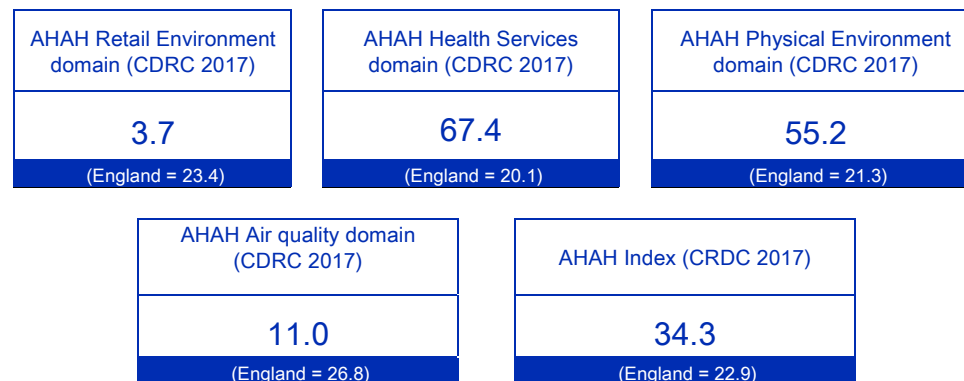 AHAH Retail Environment
domain (CDRC 2017)
3.7
(England = 23.4)
AHAH Health Services
domain (CDRC 2017)
67.4
(England = 20.1)
AHAH Physical Environment
domain (CDRC 2017)
55.2
(England = 21.3)
AHAH Air quality domain
(CDRC 2017)
11.0
(England = 26.8)
AHAH Index (CRDC 2017)
34.3
(England = 22.9)